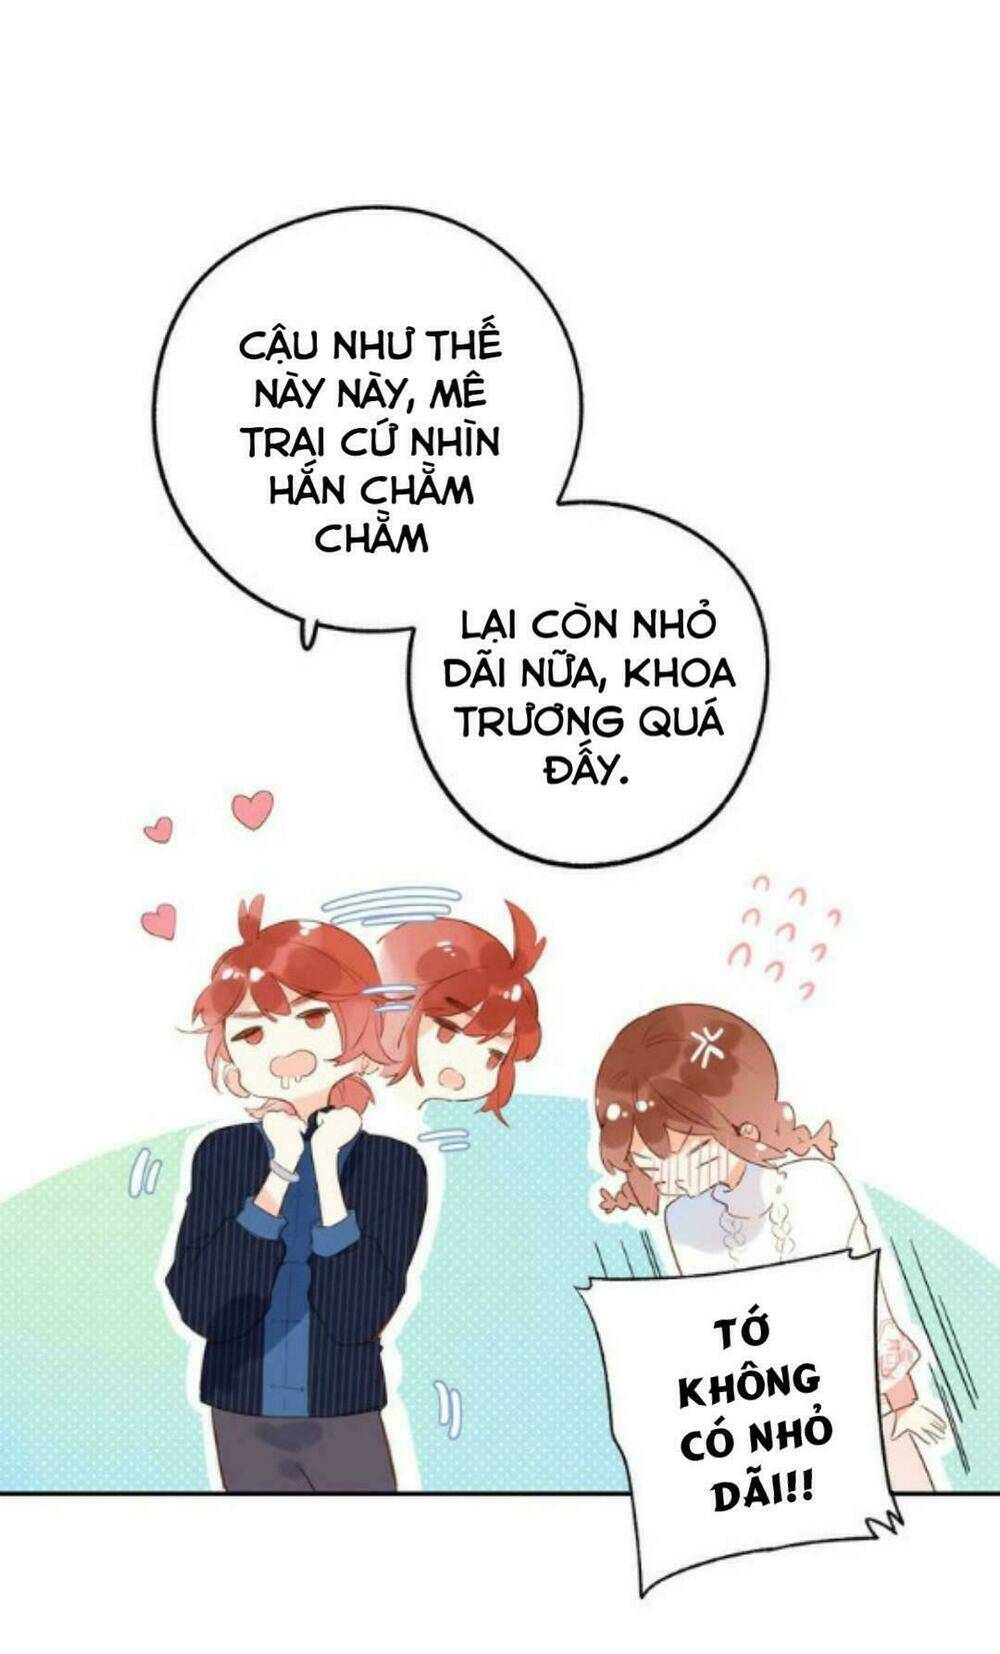 CẬU NHƯ THẾ
NÀY NÀY, MÊ
TRAI CỨ NHÌN
HẮN CHẰM
CHẰM
LẠI CÒN NHỎ
DÃI NỮA, KHOA
TRƯƠNG QUÁ
ĐẤY.
TỚ
KHÔNG
CÓ NHỎ
DÃI!!